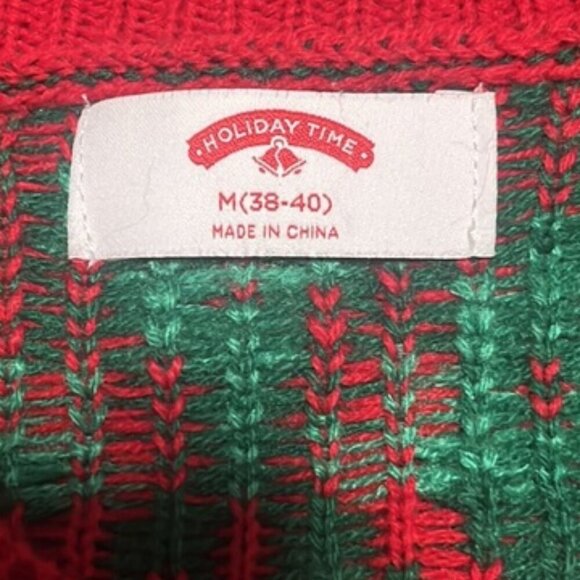 • HOLIDAY TIME •
M(38-40)
MADE IN CHINA